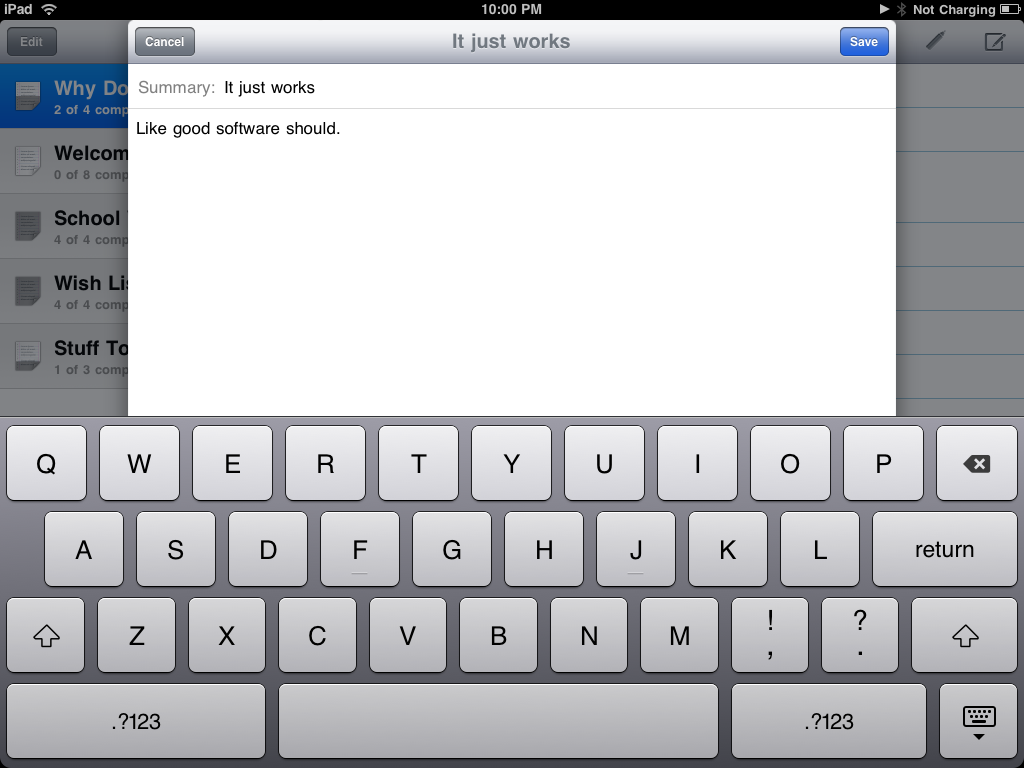 iPad 10:00 PM Not Charging
Edit Cancel It just works Save
Summary: It just works
Like good software should.
Why Do
2 of 4 comp
Welcom
0 of 8 comp
School
4 of 4 comp
Wish Lis
4 of 4 comp
Stuff To
1 of 3 comp
Q W E R T Y U I O P
A S D F G H J K L return
Z X C V B N M ! , ? .
.?123 .?123